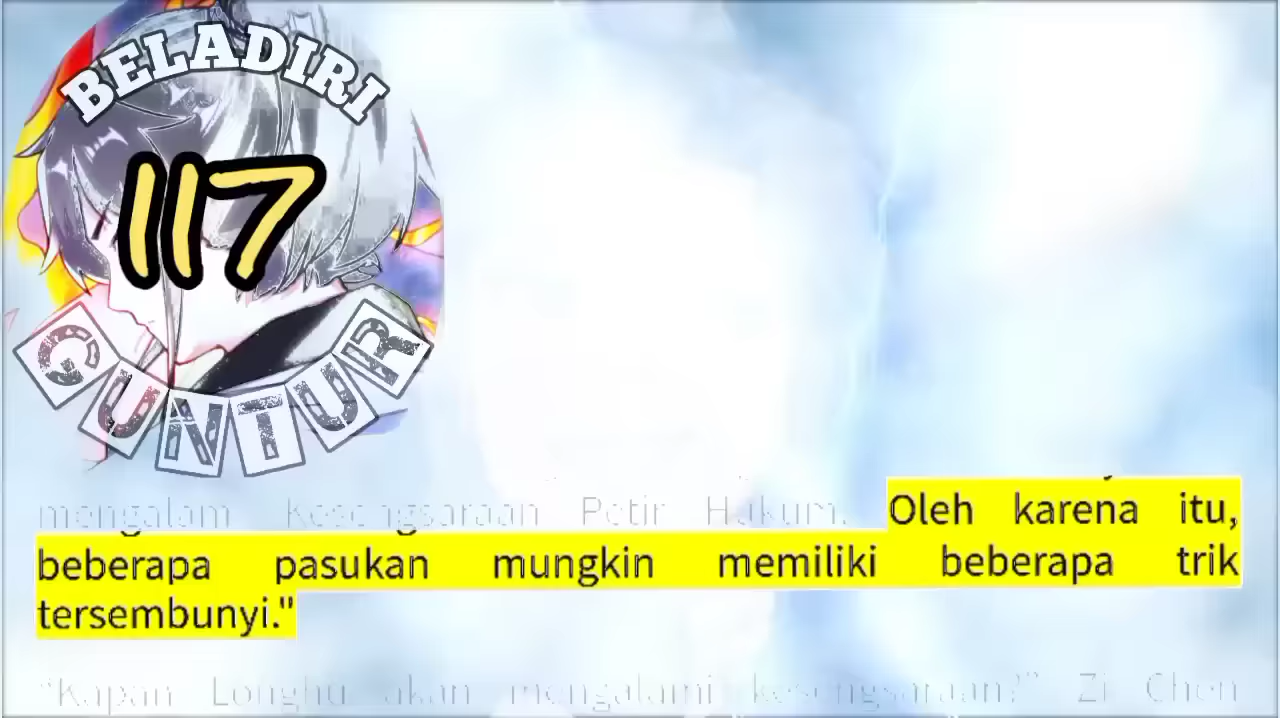 BELADIRI
117
GUNTUR
mengalam Kesengsaraan Petir Hukum. Oleh karena itu,
beberapa pasukan mungkin memiliki beberapa trik
tersembunyi."
"Kapan Longhu akan mengalami kesengsaraan?" Zi Chen